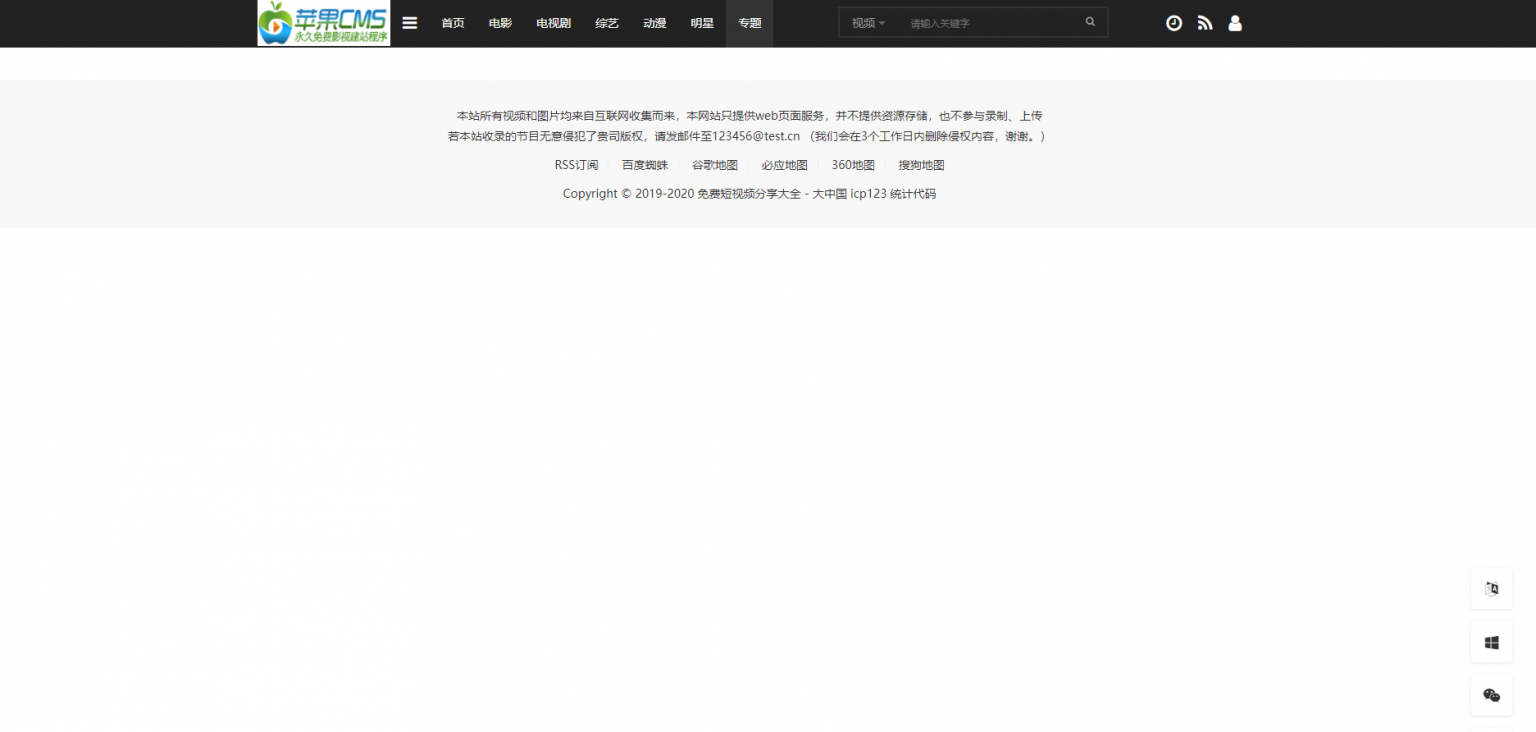 苹果CMS
永久免费影视建站程序
首页 电影 电视剧 综艺 动漫 明星 专题 视频 请输入关键字
本站所有视频和图片均来自互联网收集而来，本网站只提供web页面服务，并不提供资源存储，也不参与录制、上传
若本站收录的节目无意侵犯了贵司版权，请发邮件至123456@test.cn （我们会在3个工作日内删除侵权内容，谢谢。）
RSS订阅 百度蜘蛛 谷歌地图 必应地图 360地图 搜狗地图
Copyright © 2019-2020 免费短视频分享大全 - 大中国 icp123 统计代码